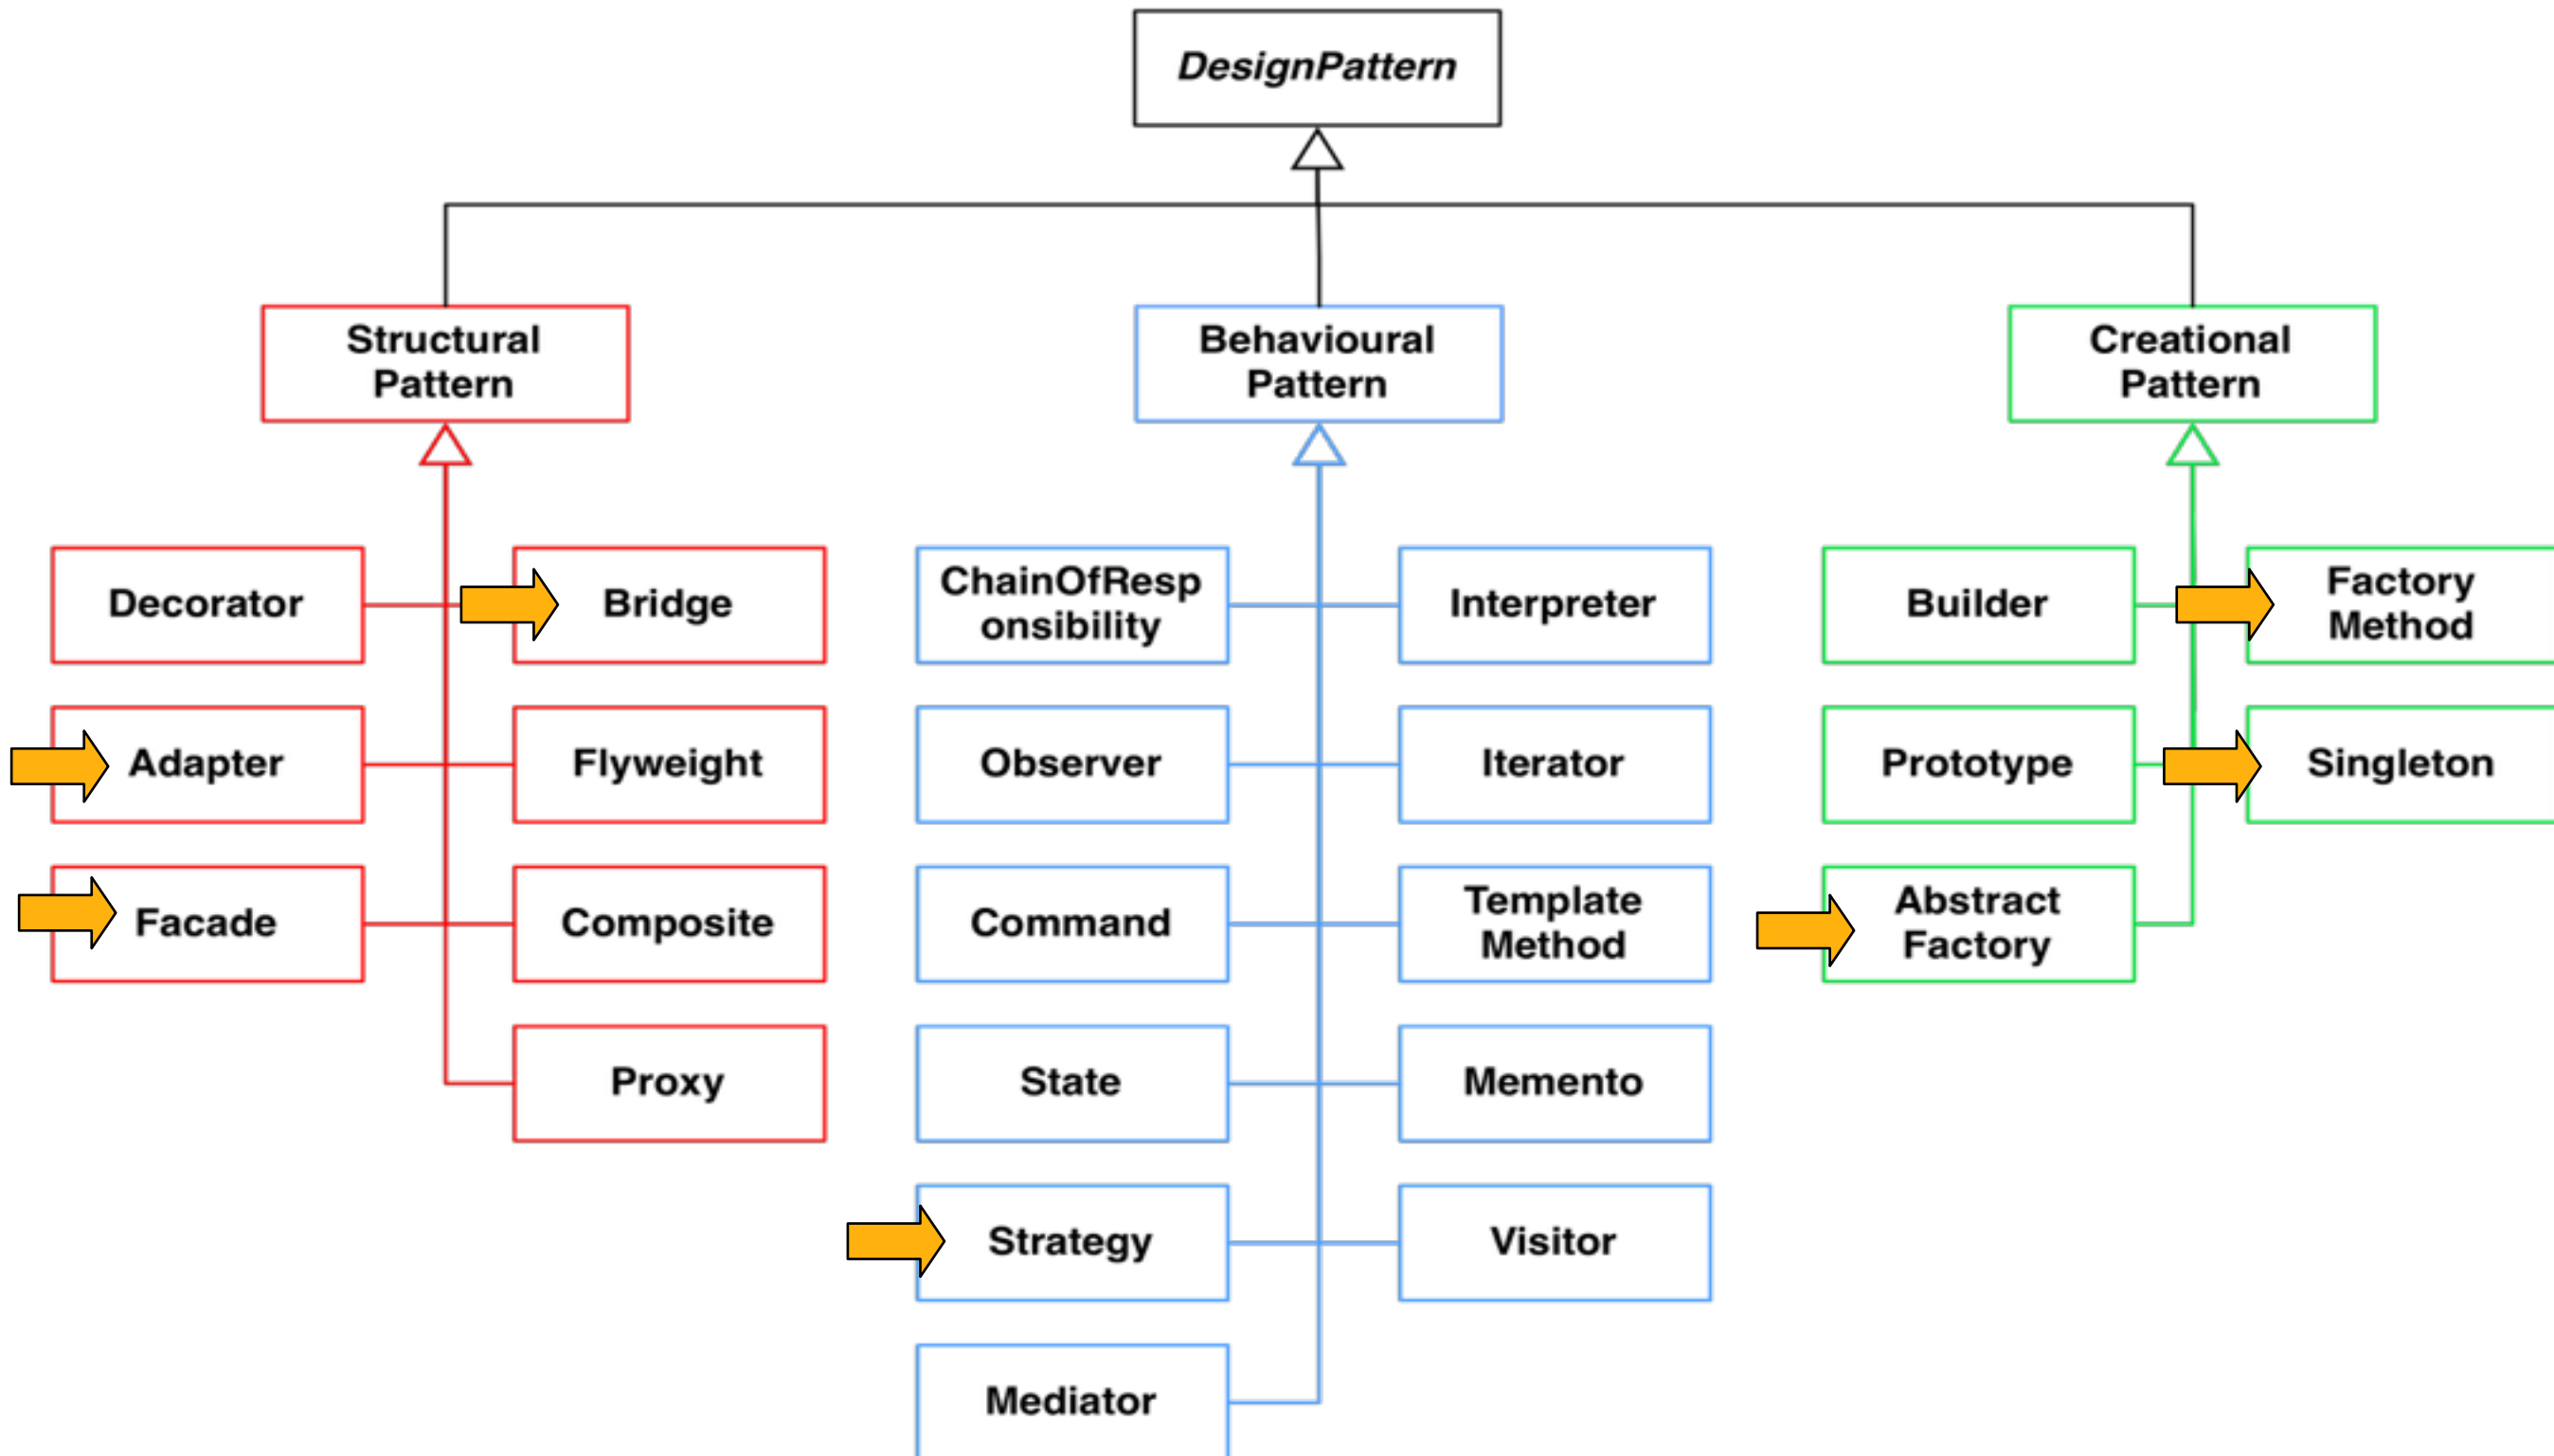 DesignPattern
Structural
Pattern
Behavioural
Pattern
Creational
Pattern
Decorator
Bridge
ChainOfResp
onsibility
Interpreter
Builder
Factory
Method
Adapter
Flyweight
Observer
Iterator
Prototype
Singleton
Facade
Composite
Command
Template
Method
Abstract
Factory
Proxy
State
Memento
Strategy
Visitor
Mediator